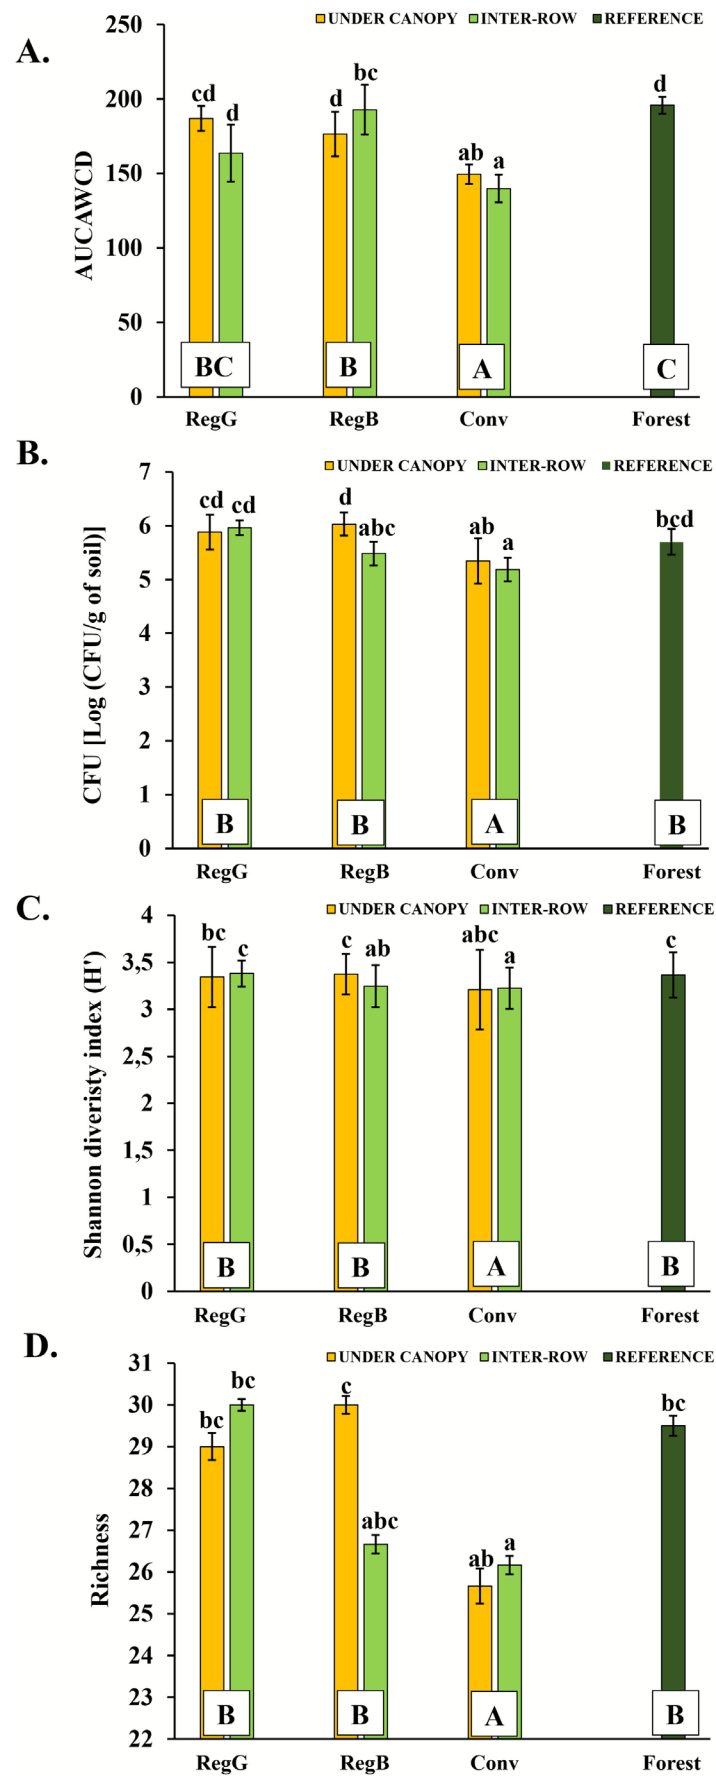 A.
UNDER CANOPY INTER-ROW REFERENCE
AUCAWCD
250
200
150
100
50
0
cd d d bc ab a d
BC B A C
RegG RegB Conv Forest
B.
UNDER CANOPY INTER-ROW REFERENCE
CFU [Log (CFU/g of soil)]
7
6
5
4
3
2
1
0
cd cd d abc ab a bcd
B B A B
RegG RegB Conv Forest
C.
UNDER CANOPY INTER-ROW REFERENCE
Shannon diveristy index (H')
4
3,5
3
2,5
2
1,5
1
0,5
0
bc c c ab abc a c
B B A B
RegG RegB Conv Forest
D.
UNDER CANOPY INTER-ROW REFERENCE
Richness
31
30
29
28
27
26
25
24
23
22
bc bc c abc ab a bc
B B A B
RegG RegB Conv Forest